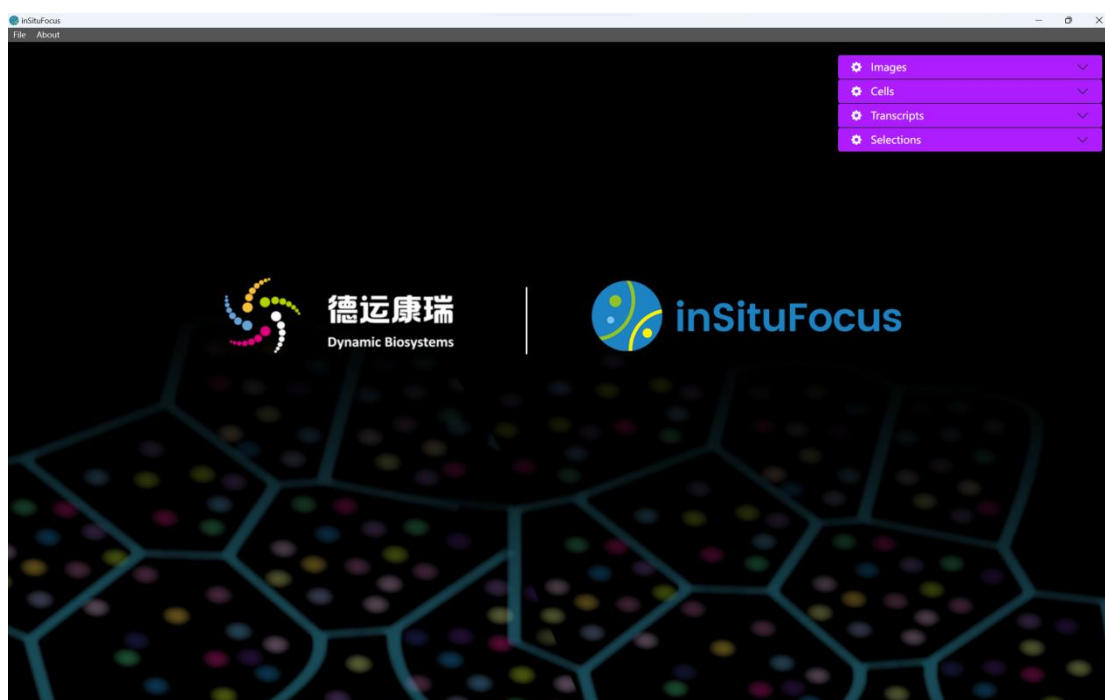 inSituFocus
File About
Images
Cells
Transcripts
Selections
德运康瑞
Dynamic Biosystems
inSituFocus